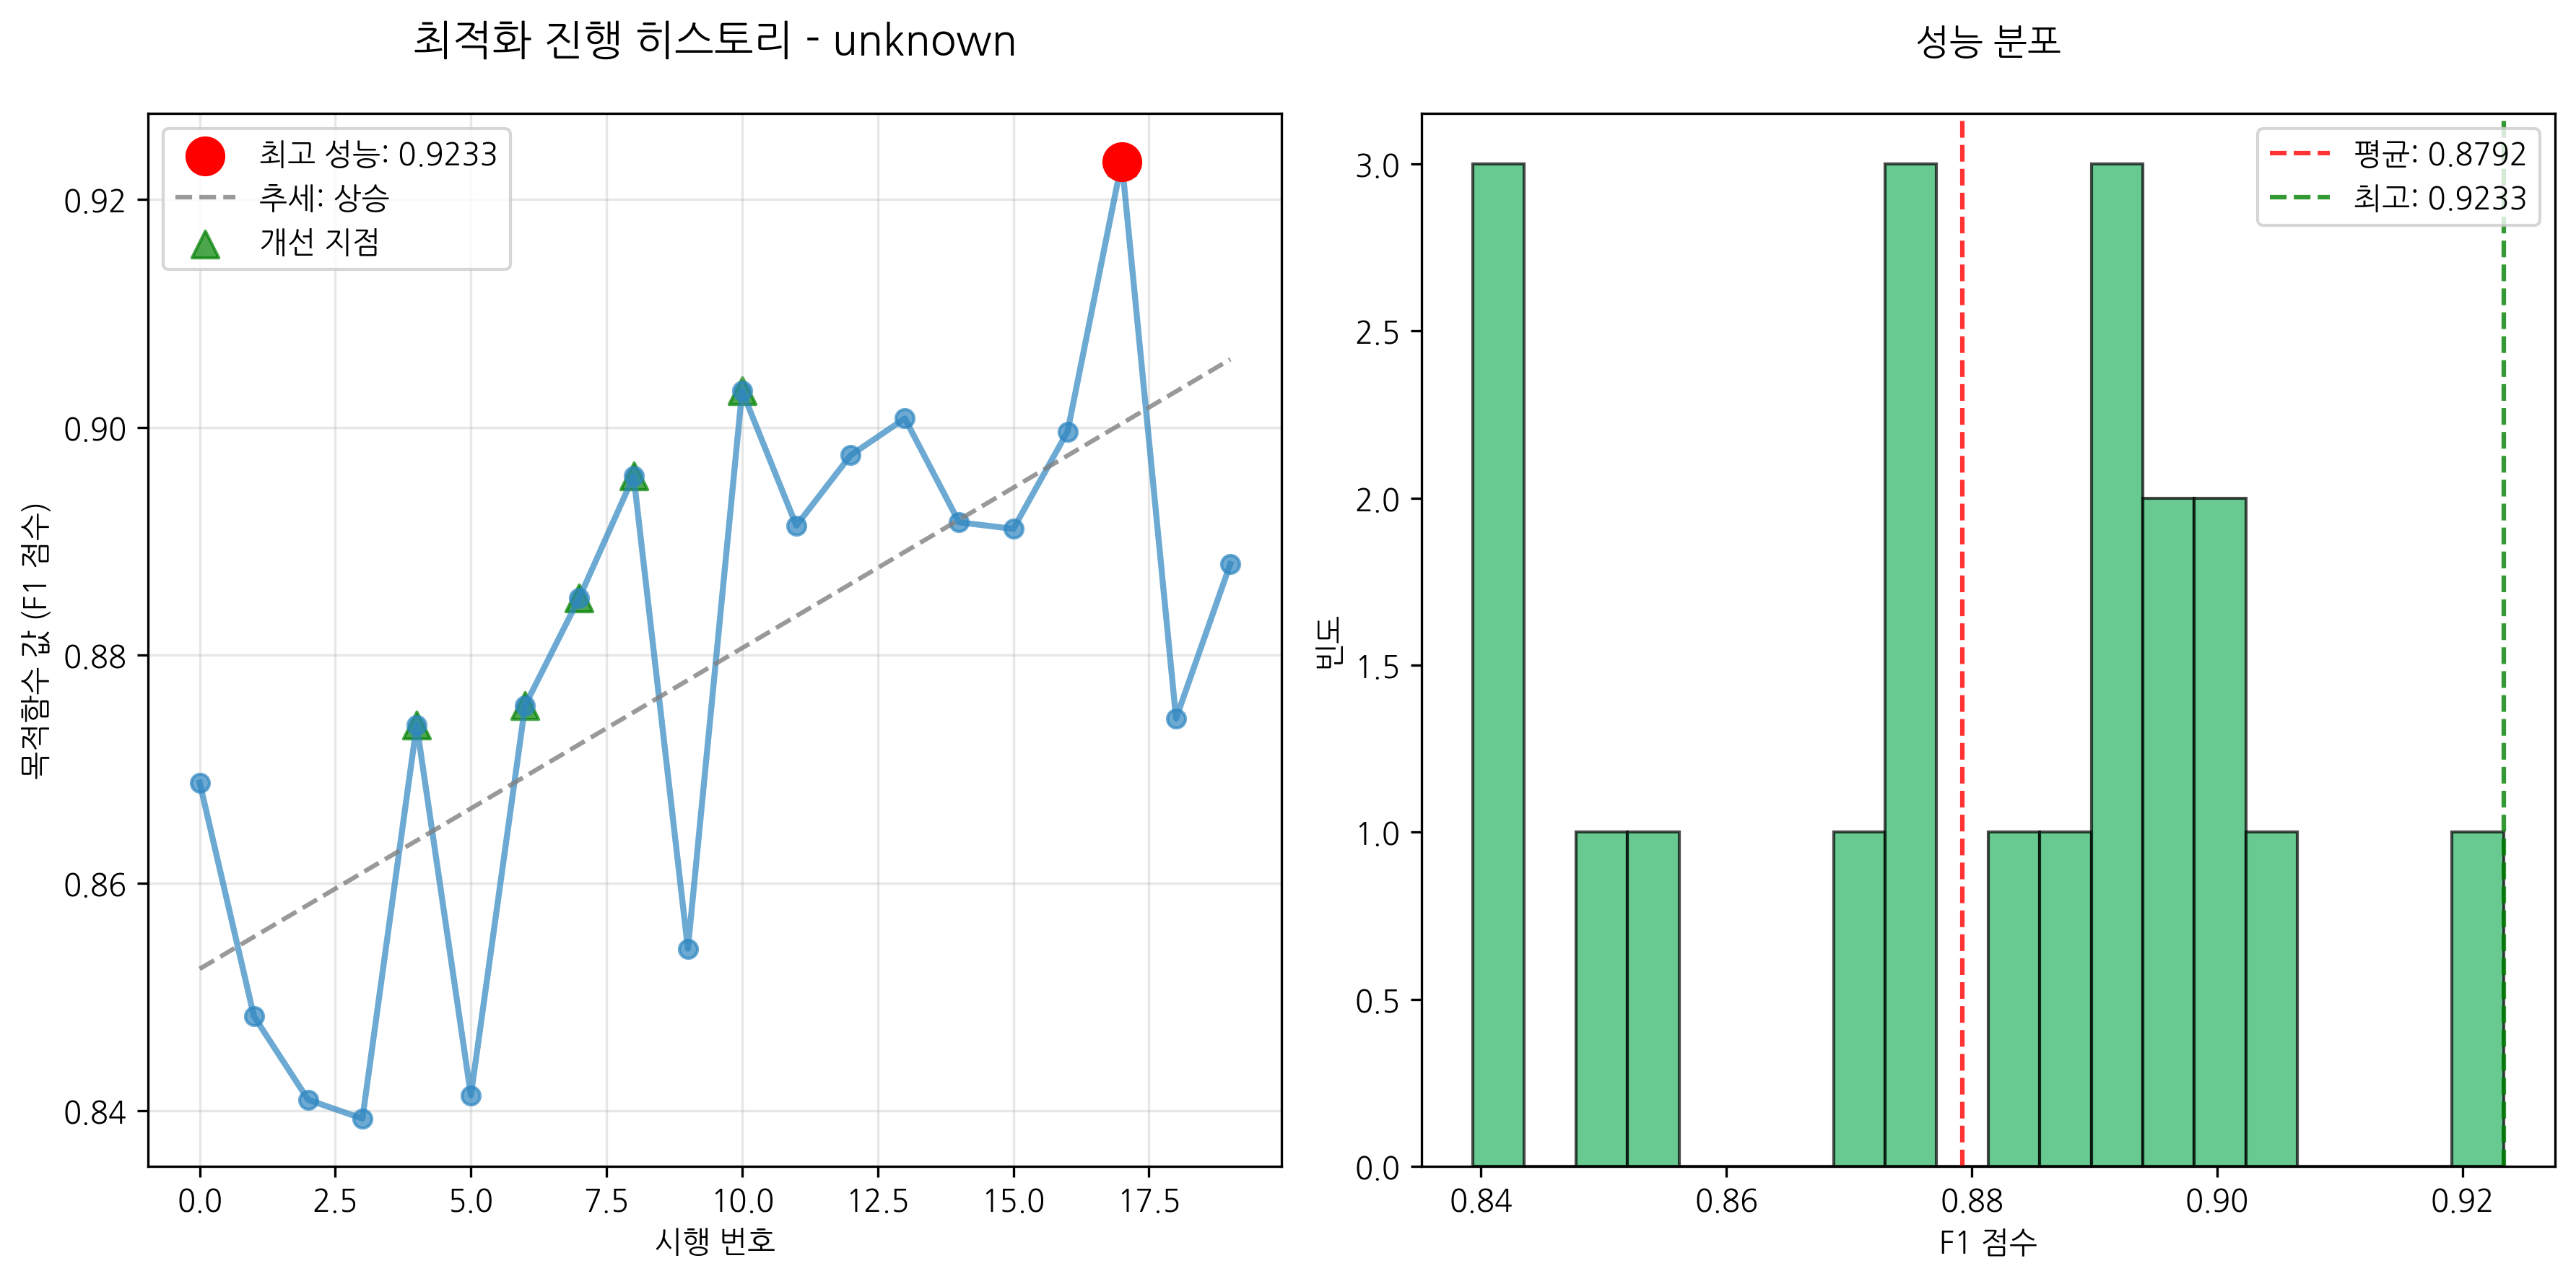 최적화 진행 히스토리 - unknown
최고 성능: 0.9233
추세: 상승
개선 지점
목적함수 값 (F1 점수)
0.92
0.90
0.88
0.86
0.84
0.0 2.5 5.0 7.5 10.0 12.5 15.0 17.5
시행 번호
성능 분포
평균: 0.8792
최고: 0.9233
빈도
3.0
2.5
2.0
1.5
1.0
0.5
0.0
0.84 0.86 0.88 0.90 0.92
F1 점수